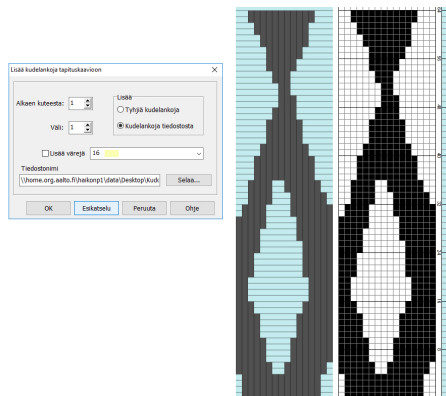 Lisää kudelankoja tapituskaavioon
Alkaen kuteesta: 1
Lisää
Tyhjiä kudelankoja
Väli: 1
Kudelankoja tiedostosta
Lisää värejä 16
Tiedostonimi
\\home.org.aalto.fi\haikonp1\data\Desktop\Kudo
Selaa...
OK Esikatselu Peruuta Ohje